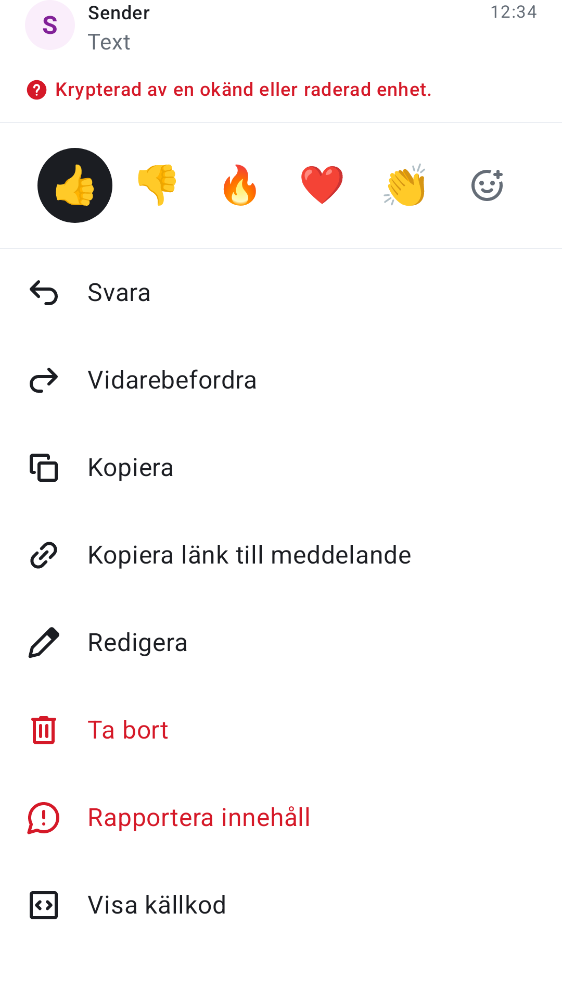 S
Sender
12:34
Text
Krypterad av en okänd eller raderad enhet.
Svara
Vidarebefordra
Kopiera
Kopiera länk till meddelande
Redigera
Ta bort
Rapportera innehåll
Visa källkod